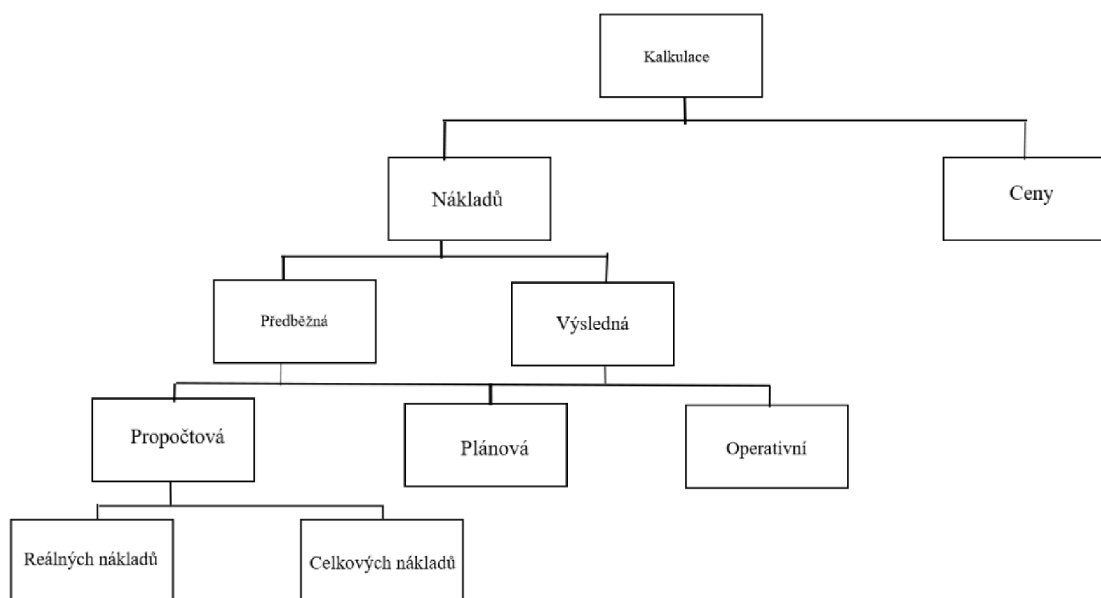 Kalkulace
Nákladů
Ceny
Předběžná
Výsledná
Propočtová
Plánová
Operativní
Reálných nákladů
Celkových nákladů